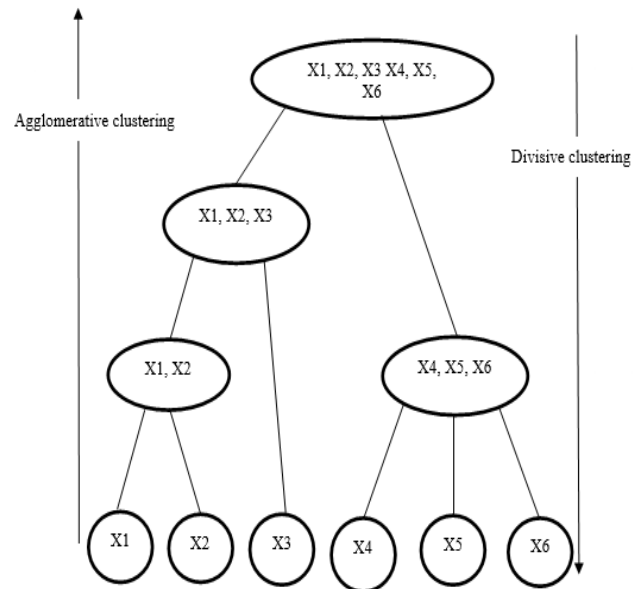 X1, X2, X3 X4, X5,
X6
Agglomerative clustering
Divisive clustering
X1, X2, X3
X1, X2
X4, X5, X6
X1
X2
X3
X4
X5
X6